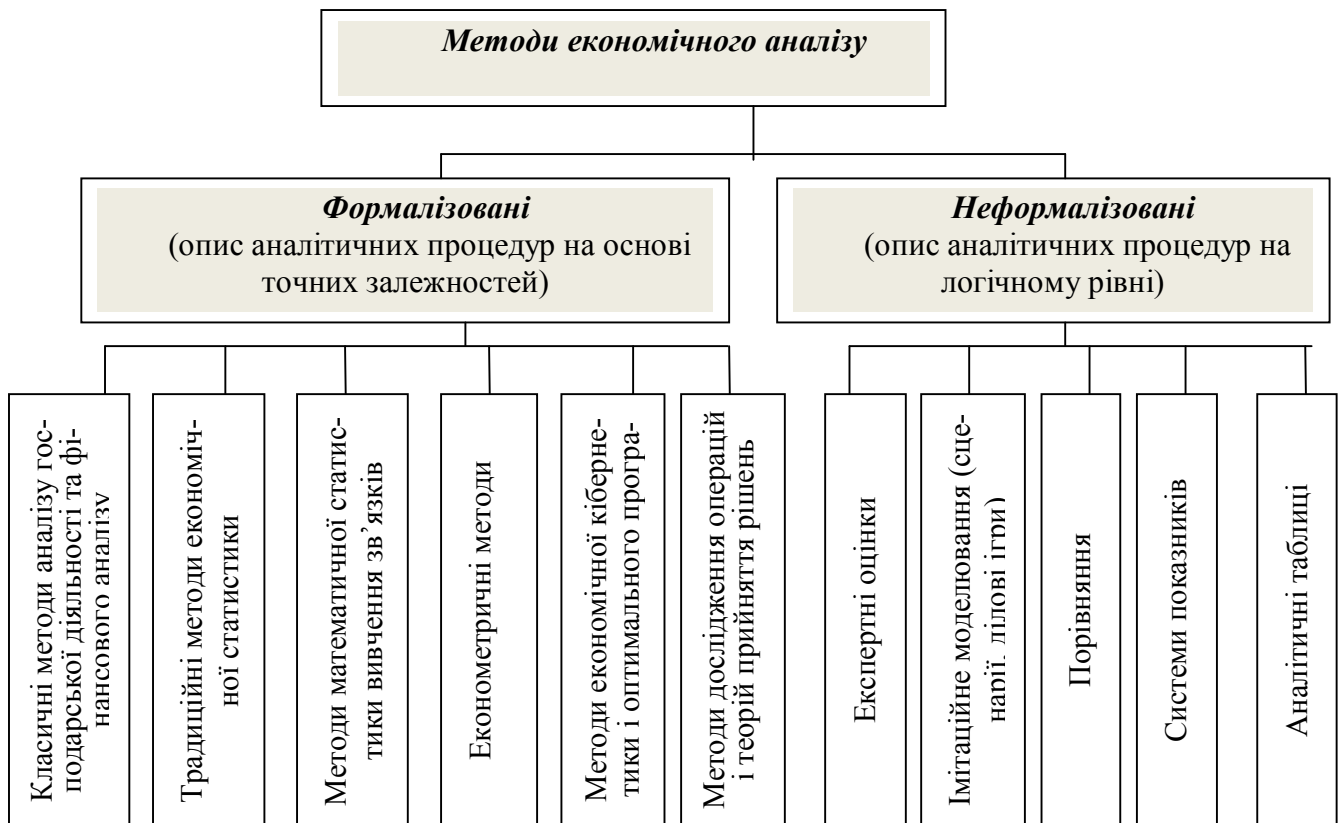 Методи економічного аналізу
Формалізовані
(опис аналітичних процедур на основі
точних залежностей)
Неформалізовані
(опис аналітичних процедур на
логічному рівні)
Класичні методи аналізу гос-
подарської діяльності та фі-
нансового аналізу
Традиційні методи економіч-
ної статистики
Методи математичної статис-
тики вивчення зв’язків
Економетричні методи
Методи економічної кіберне-
тики і оптимального програ-
Методи дослідження операцій
і теорій прийняття рішень
Експертні оцінки
Імітаційне моделювання (сце-
нарії, ділові ігри)
Порівняння
Системи показників
Аналітичні таблиці